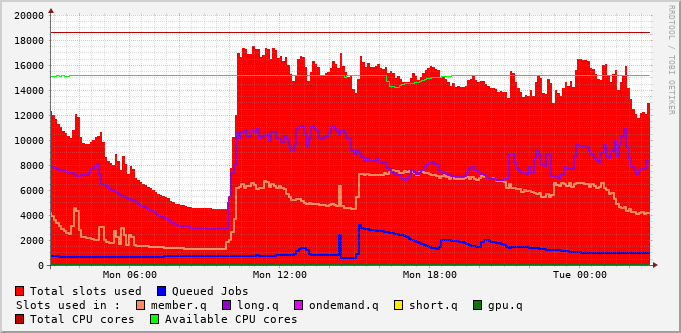 20000
18000
16000
14000
12000
10000
8000
6000
4000
2000
0
Mon 06:00 Mon 12:00 Mon 18:00 Tue 00:00
RRDTOOL / TOBI OETIKER
Total slots used Queued Jobs
Slots used in : member.q long.q ondemand.q short.q gpu.q
Total CPU cores Available CPU cores